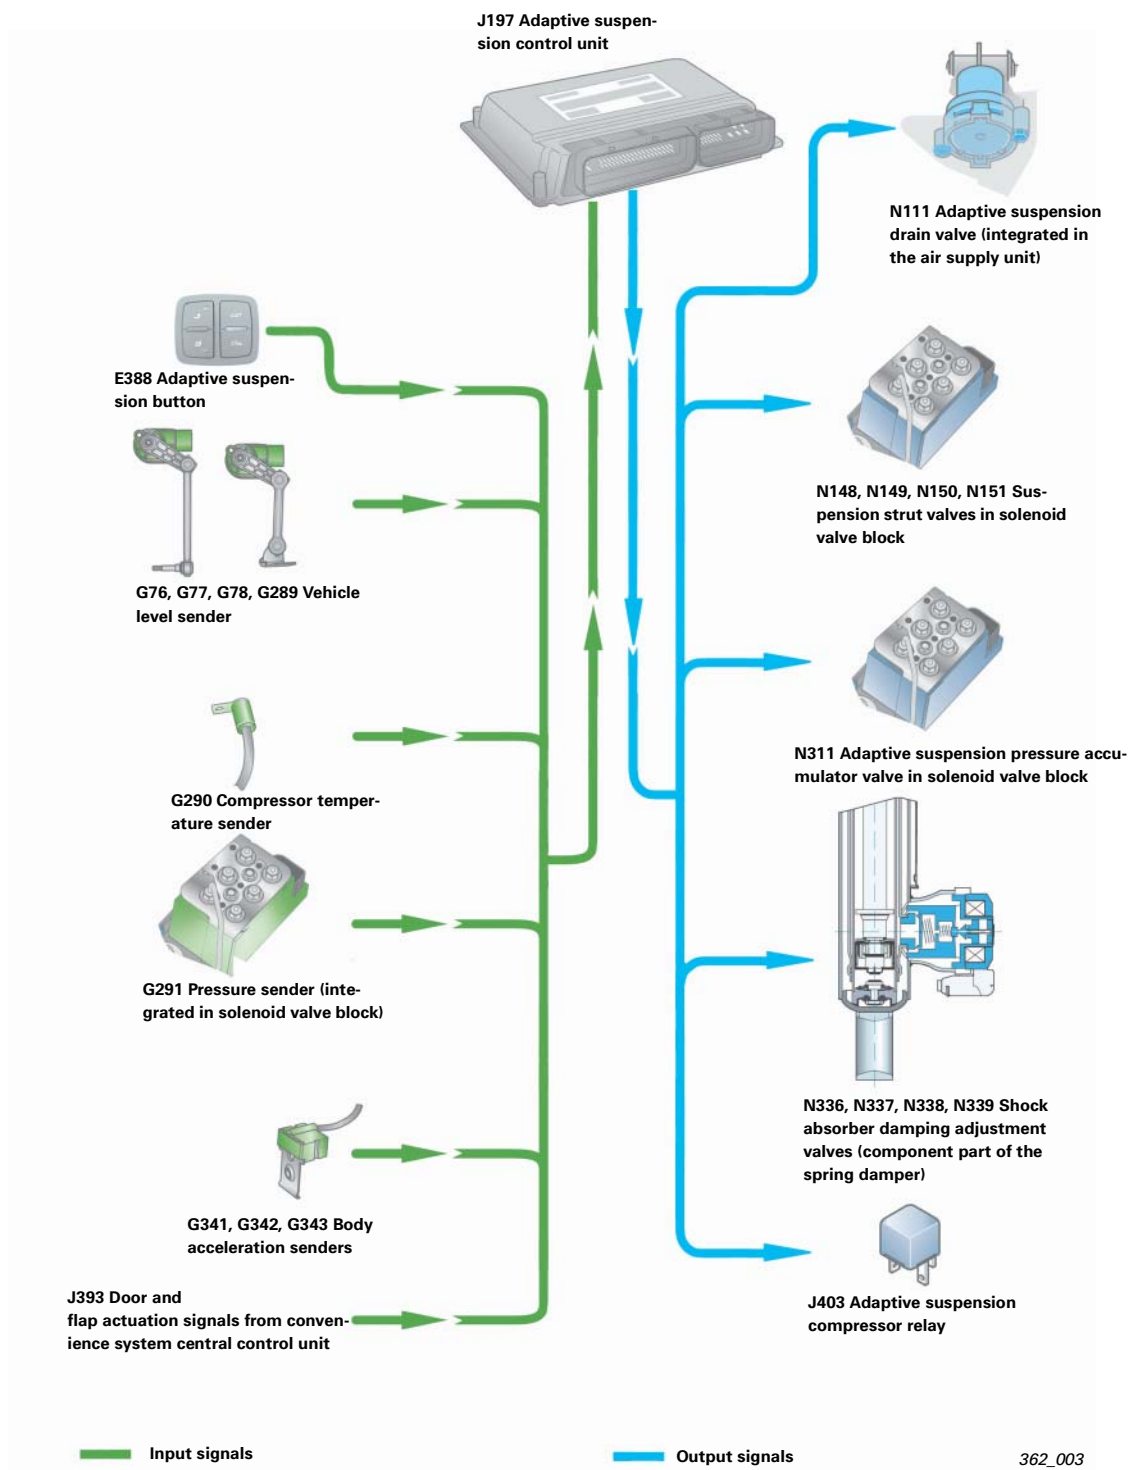 J197 Adaptive suspen-
sion control unit
N111 Adaptive suspension
drain valve (integrated in
the air supply unit)
E388 Adaptive suspen-
sion button
N148, N149, N150, N151 Sus-
pension strut valves in solenoid
valve block
G76, G77, G78, G289 Vehicle
level sender
N311 Adaptive suspension pressure accu-
mulator valve in solenoid valve block
G290 Compressor temper-
ature sender
G291 Pressure sender (inte-
grated in solenoid valve block)
N336, N337, N338, N339 Shock
absorber damping adjustment
valves (component part of the
spring damper)
G341, G342, G343 Body
acceleration senders
J393 Door and
flap actuation signals from conven-
ience system central control unit
J403 Adaptive suspension
compressor relay
Input signals
Output signals
362_003